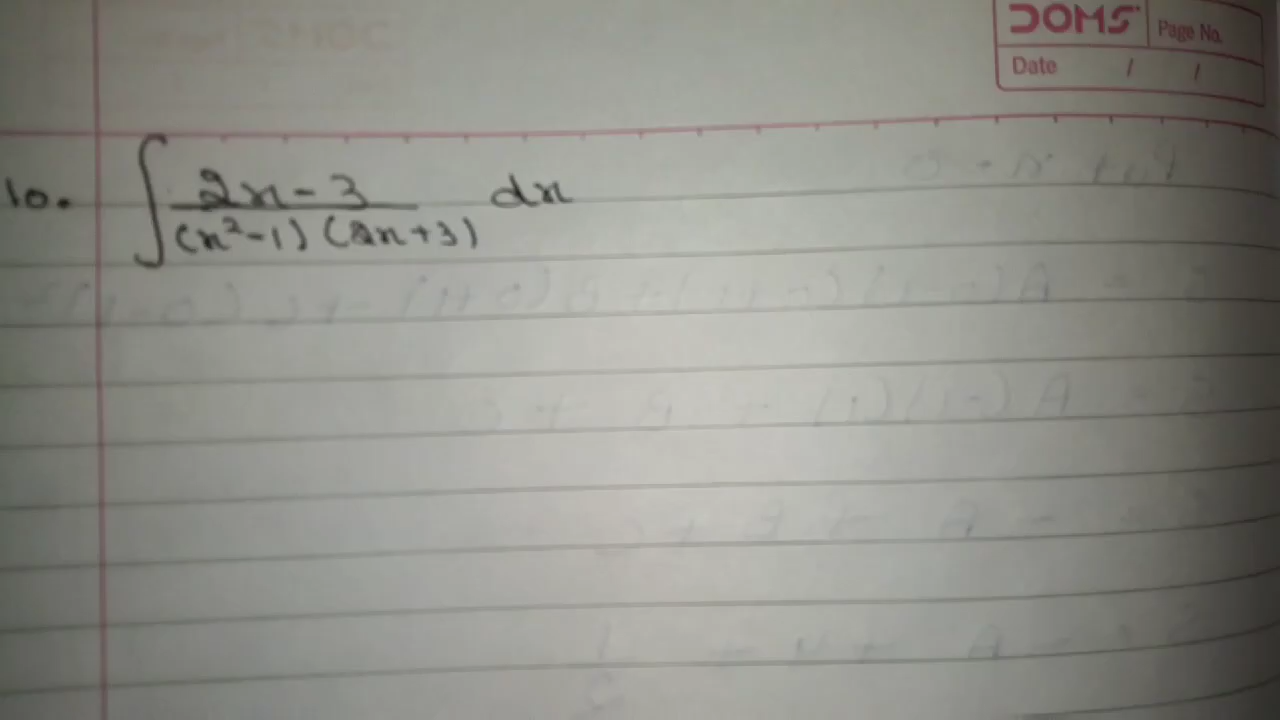 DOMS Page No.
Date / /
10. ∫ 2x - 3 / (x² - 1) (2x + 3) dx